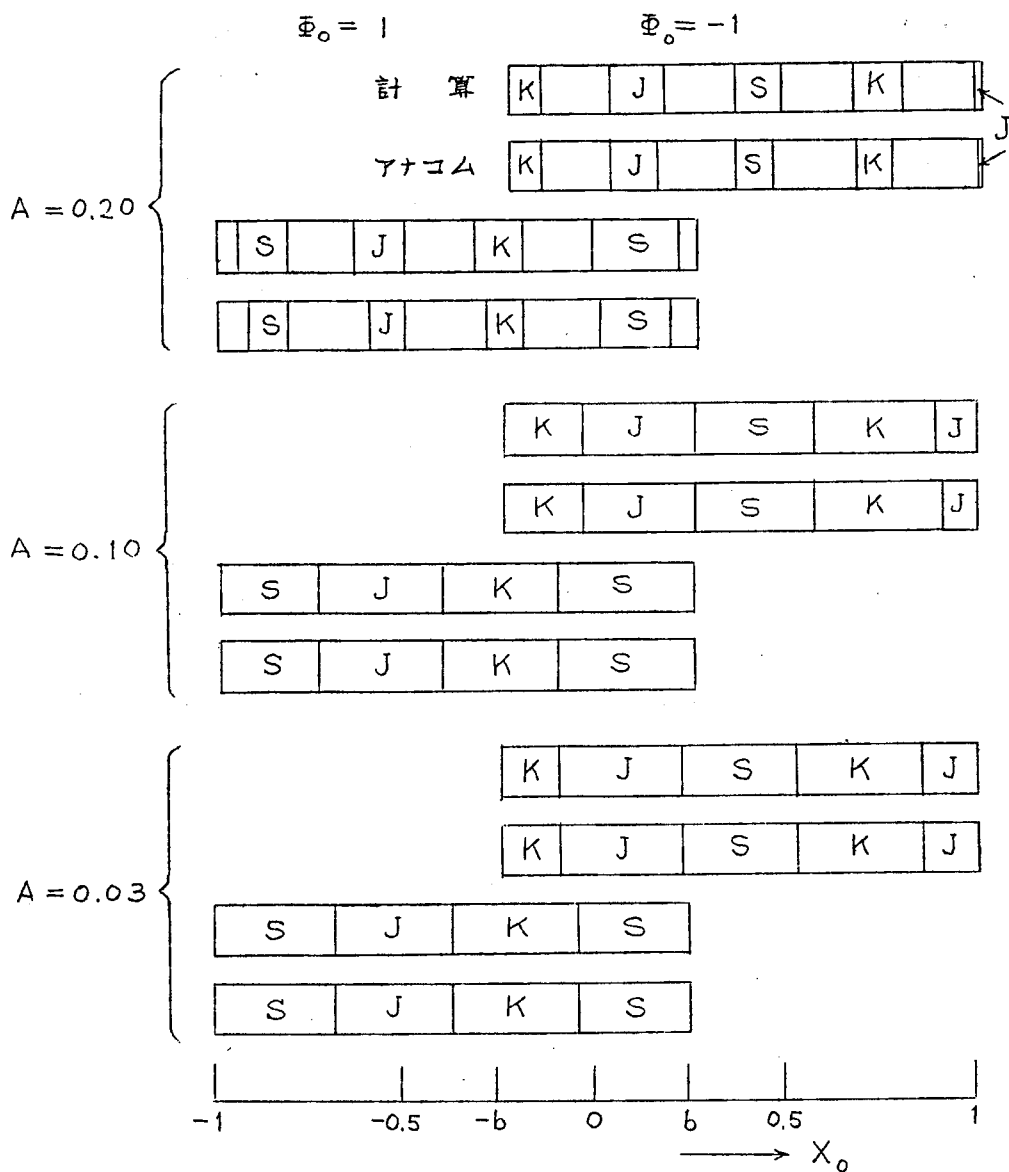 Φ₀ = 1 Φ₀ = -1
計算 K J S K
J
アナコム K J S K
A = 0.20
S J K S
S J K S
K J S K J
K J S K J
A = 0.10
S J K S
S J K S
K J S K J
K J S K J
A = 0.03
S J K S
S J K S
-1 -0.5 -b 0 b 0.5 1
X₀